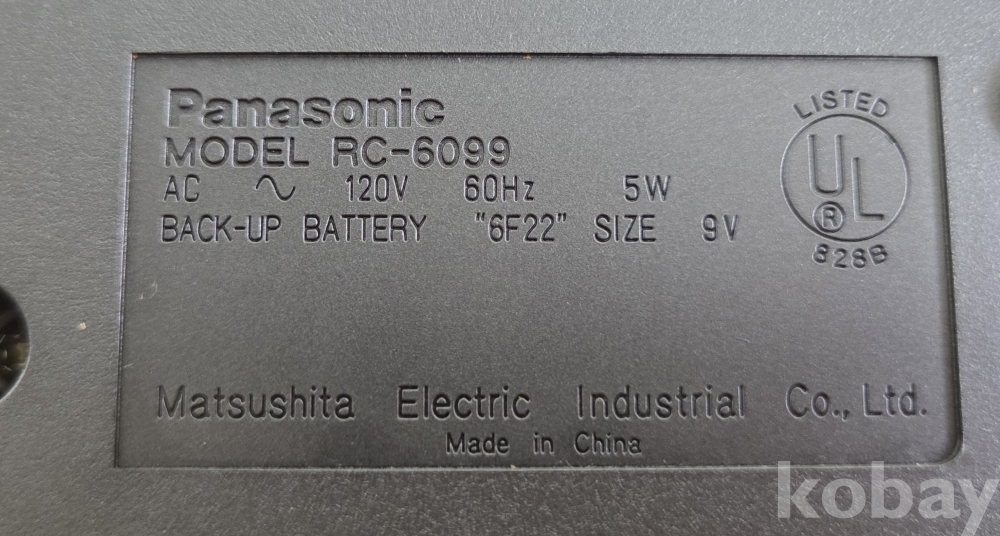 Panasonic
MODEL RC-6099
AC ∿ 120V 60Hz 5W
BACK-UP BATTERY "6F22" SIZE 9V
LISTED
UL
®
828B
Matsushita Electric Industrial Co., Ltd.
Made in China
kobay